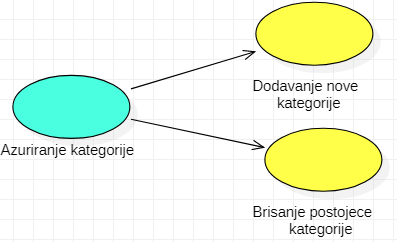 Dodavanje nove
kategorije
Azuriranje kategorije
Brisanje postojece
kategorije